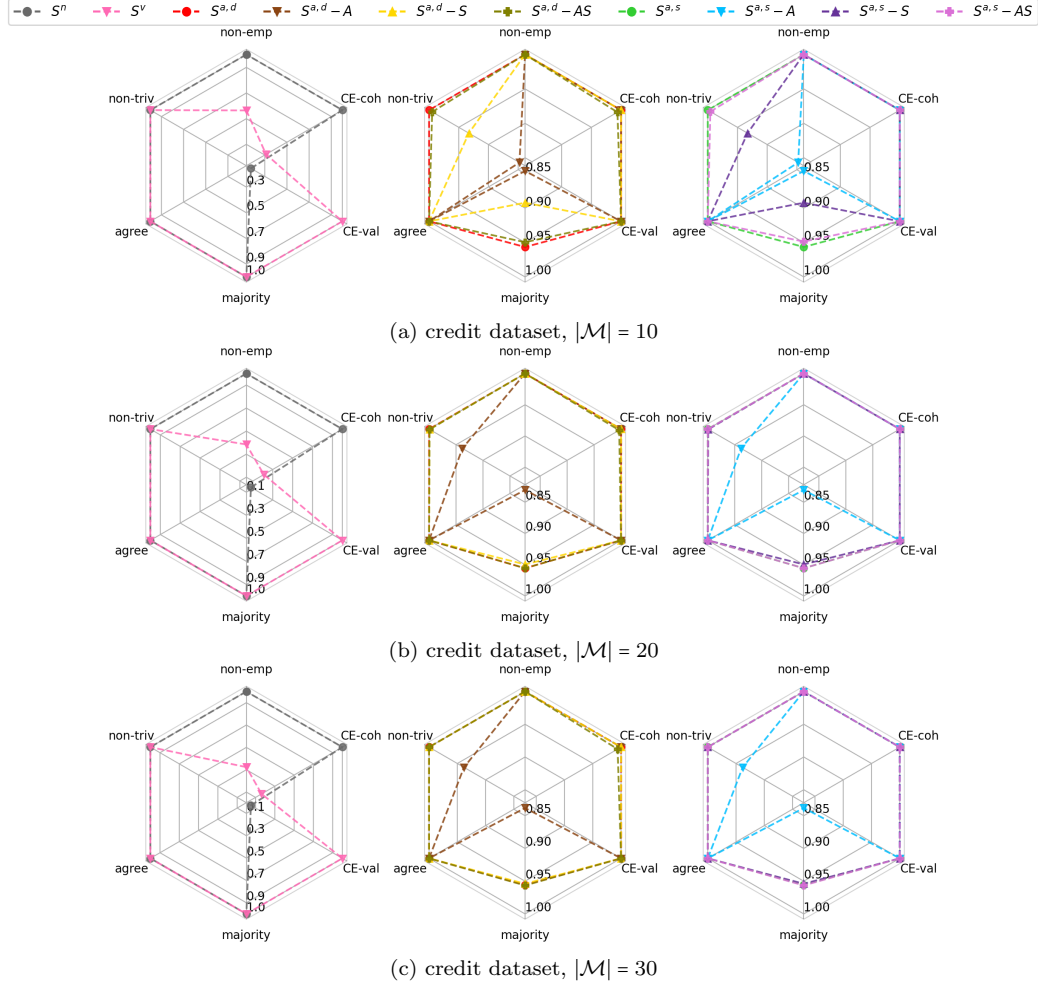 Sⁿ Sᵛ S^{a,d} S^{a,d} − A S^{a,d} − S S^{a,d} − AS S^{a,s} S^{a,s} − A S^{a,s} − S S^{a,s} − AS
non-emp non-emp non-emp
non-triv CE-coh non-triv CE-coh non-triv CE-coh
0.3 0.5 0.7 0.9 1.0
0.85 0.90 0.95 1.00
0.85 0.90 0.95 1.00
agree CE-val agree CE-val agree CE-val
majority majority majority
(a) credit dataset, |ℳ| = 10
non-emp non-emp non-emp
non-triv CE-coh non-triv CE-coh non-triv CE-coh
0.1 0.3 0.5 0.7 0.9 1.0
0.85 0.90 0.95 1.00
0.85 0.90 0.95 1.00
agree CE-val agree CE-val agree CE-val
majority majority majority
(b) credit dataset, |ℳ| = 20
non-emp non-emp non-emp
non-triv CE-coh non-triv CE-coh non-triv CE-coh
0.1 0.3 0.5 0.7 0.9 1.0
0.85 0.90 0.95 1.00
0.85 0.90 0.95 1.00
agree CE-val agree CE-val agree CE-val
majority majority majority
(c) credit dataset, |ℳ| = 30